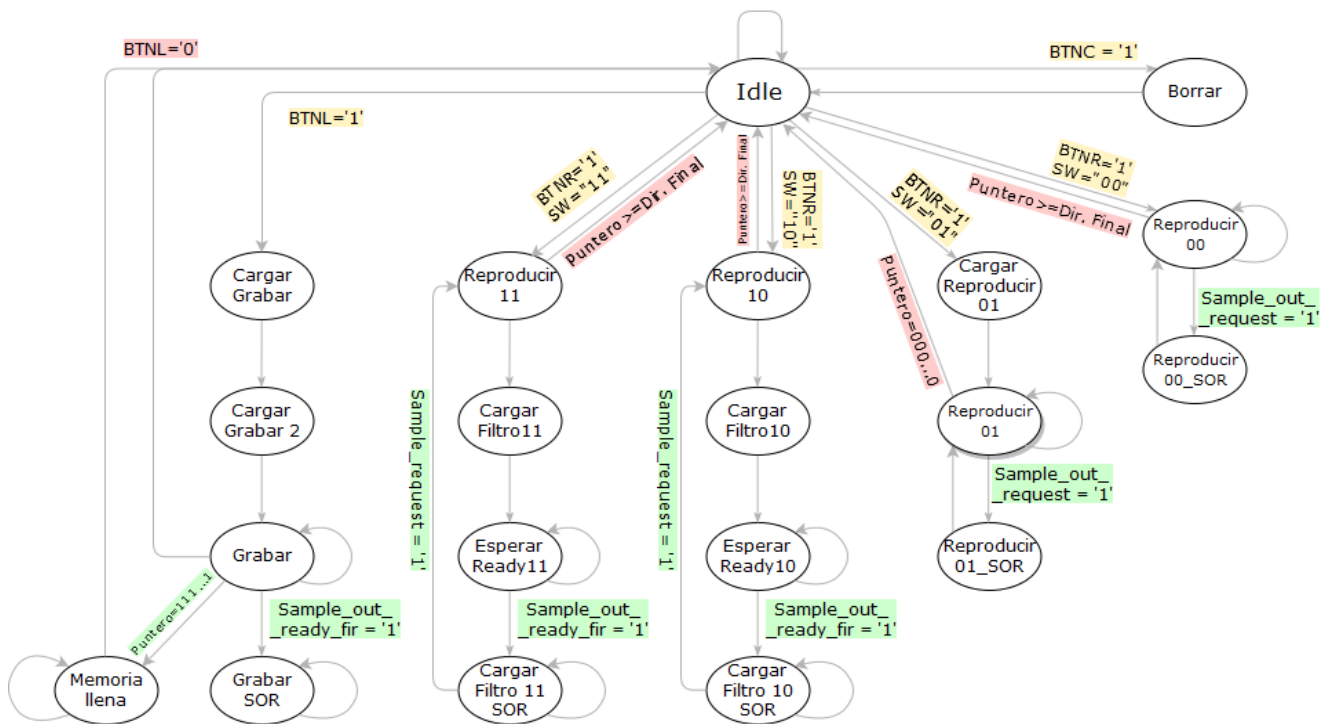 BTNL='0'
BTNC = '1'
Idle
Borrar
BTNL='1'
BTNR='1'
SW="11"
Puntero>=Dir. Final
Puntero>=Dir. Final
BTNR='1'
SW="10"
BTNR='1'
SW="01"
BTNR='1'
SW="00"
Puntero>=Dir. Final
Reproducir
00
Cargar
Grabar
Reproducir
11
Reproducir
10
Cargar
Reproducir
01
Puntero=000...0
Sample_out_
_request = '1'
Reproducir
00_SOR
Cargar
Grabar 2
Sample_request = '1'
Cargar
Filtro11
Sample_request = '1'
Cargar
Filtro10
Reproducir
01
Sample_out_
_request = '1'
Grabar
Esperar
Ready11
Esperar
Ready10
Reproducir
01_SOR
Puntero=111...1
Sample_out_
_ready_fir = '1'
Sample_out_
_ready_fir = '1'
Sample_out_
_ready_fir = '1'
Memoria
llena
Grabar
SOR
Cargar
Filtro 11
SOR
Cargar
Filtro 10
SOR